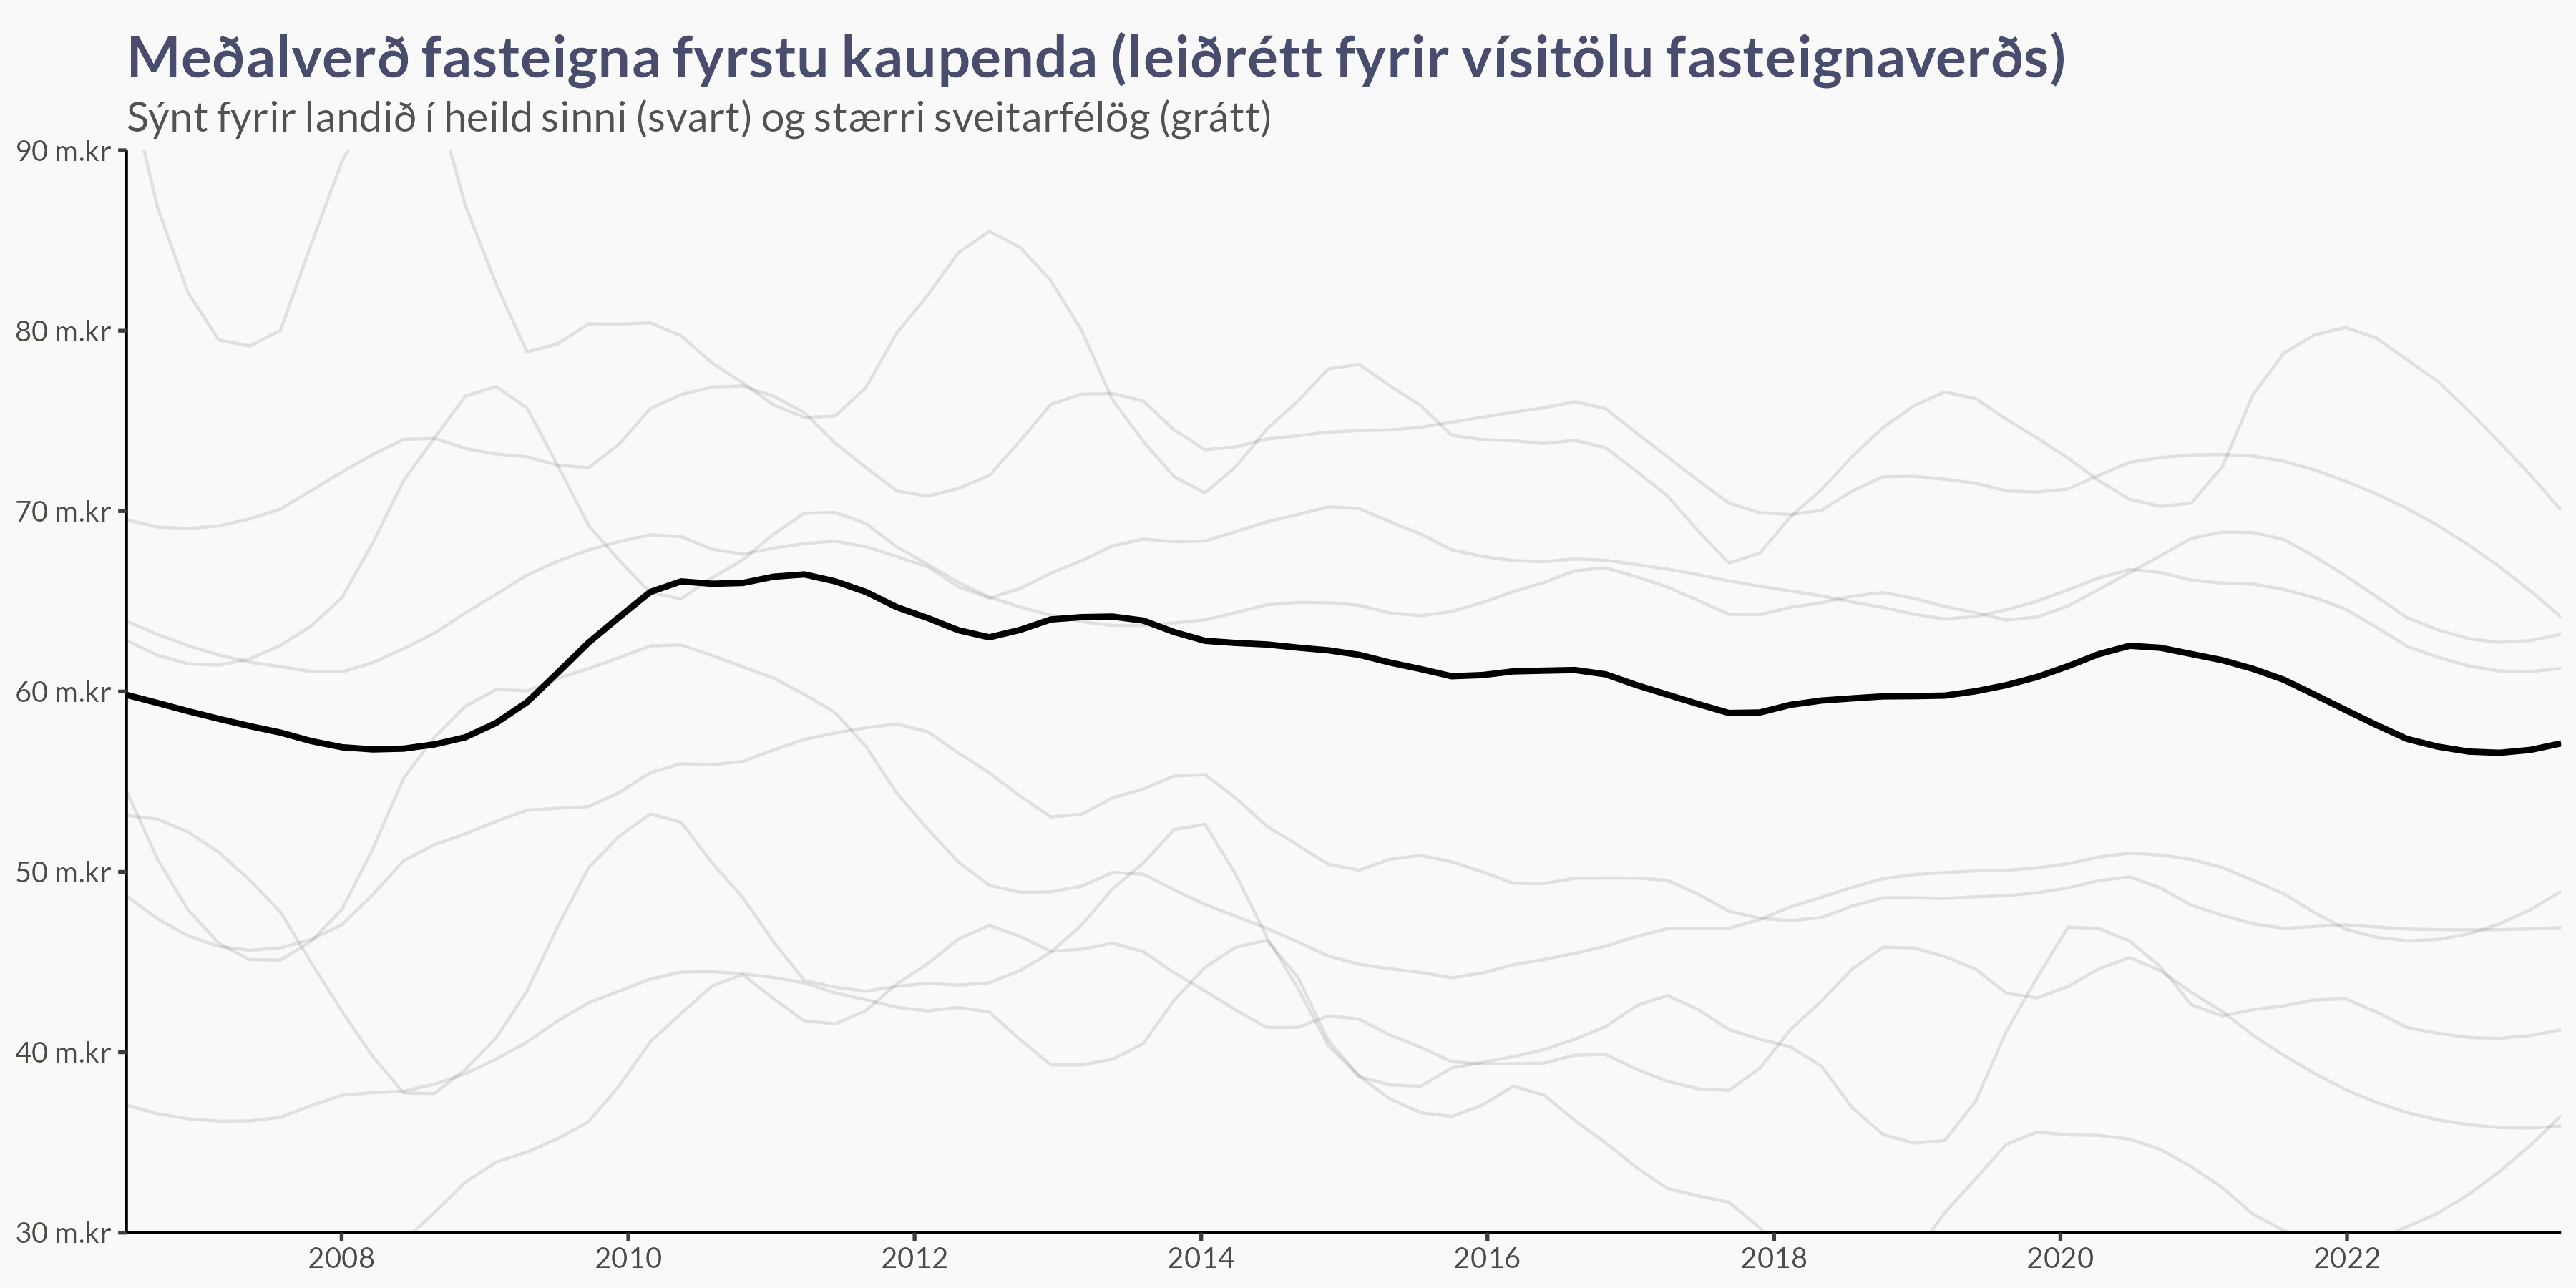 Meðalverð fasteigna fyrstu kaupenda (leiðrétt fyrir vísitölu fasteignaverðs)
Sýnt fyrir landið í heild sinni (svart) og stærri sveitarfélög (grátt)
90 m.kr
80 m.kr
70 m.kr
60 m.kr
50 m.kr
40 m.kr
30 m.kr
2008 2010 2012 2014 2016 2018 2020 2022